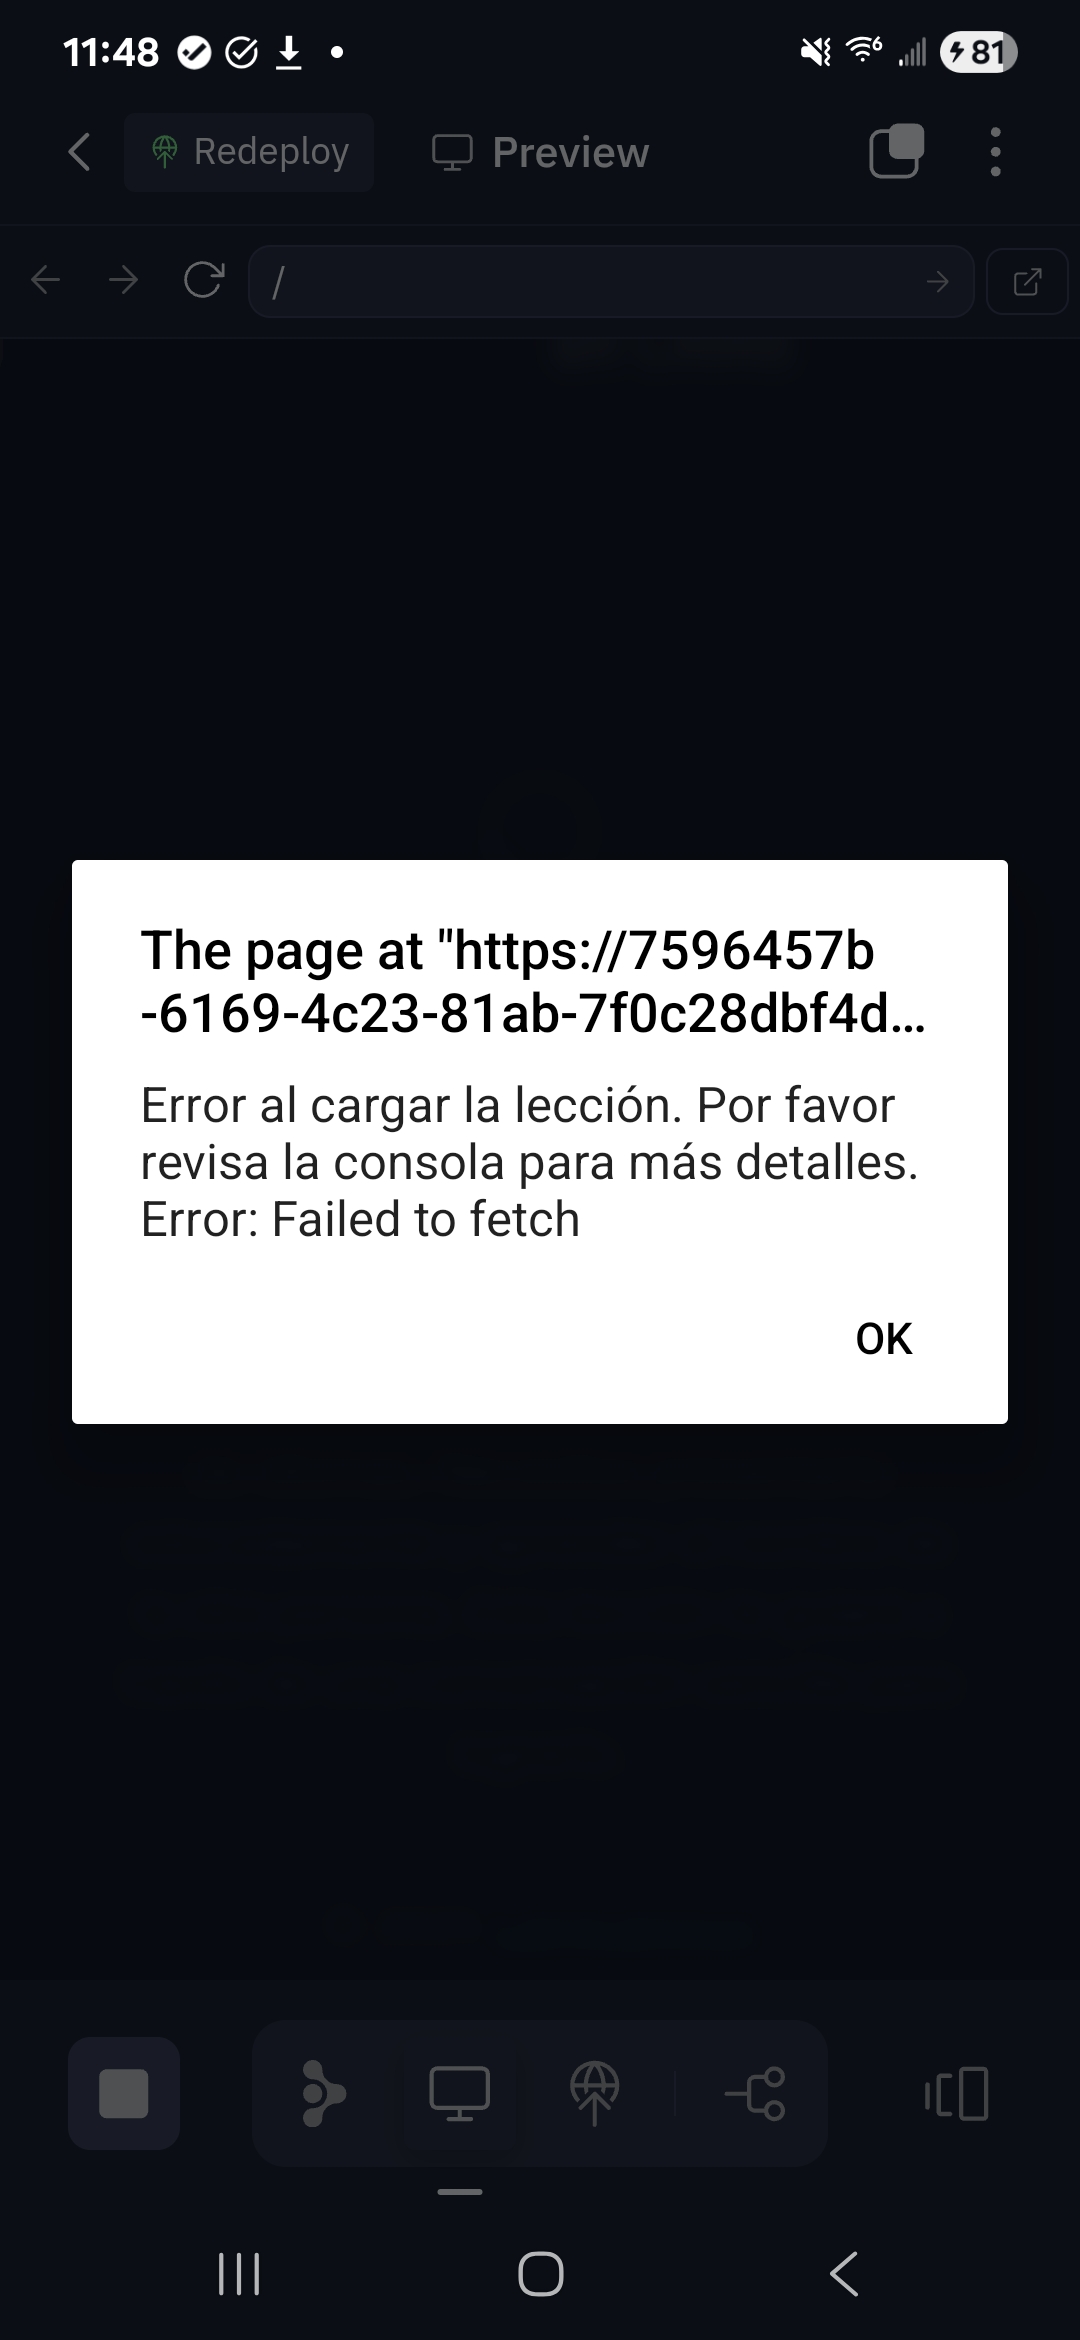 11:48
6
81
Redeploy
Preview
/
The page at "https://7596457b
-6169-4c23-81ab-7f0c28dbf4d...
Error al cargar la lección. Por favor
revisa la consola para más detalles.
Error: Failed to fetch
OK